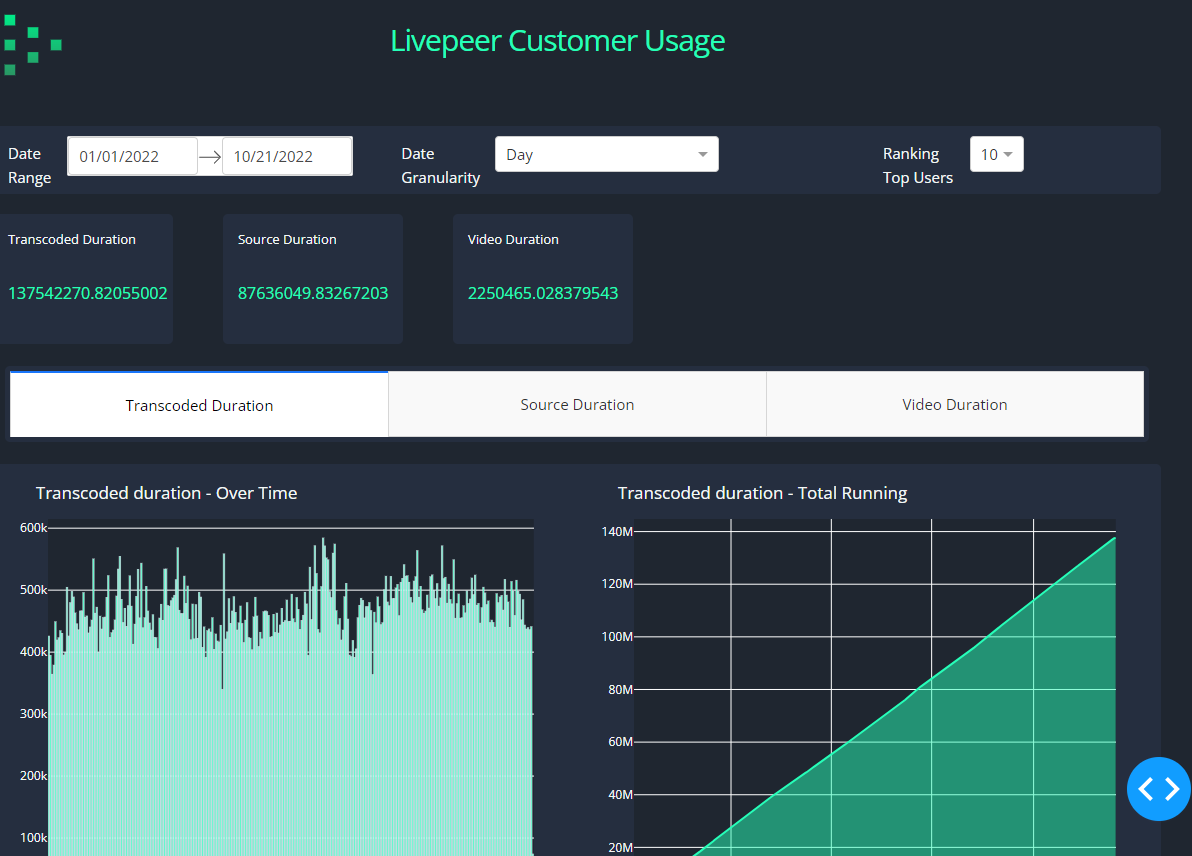 Livepeer Customer Usage
Date Range
01/01/2022
10/21/2022
Date Granularity
Day
Ranking Top Users
10
Transcoded Duration
137542270.82055002
Source Duration
87636049.83267203
Video Duration
2250465.028379543
Transcoded Duration
Source Duration
Video Duration
Transcoded duration - Over Time
600k
500k
400k
300k
200k
100k
Transcoded duration - Total Running
140M
120M
100M
80M
60M
40M
20M